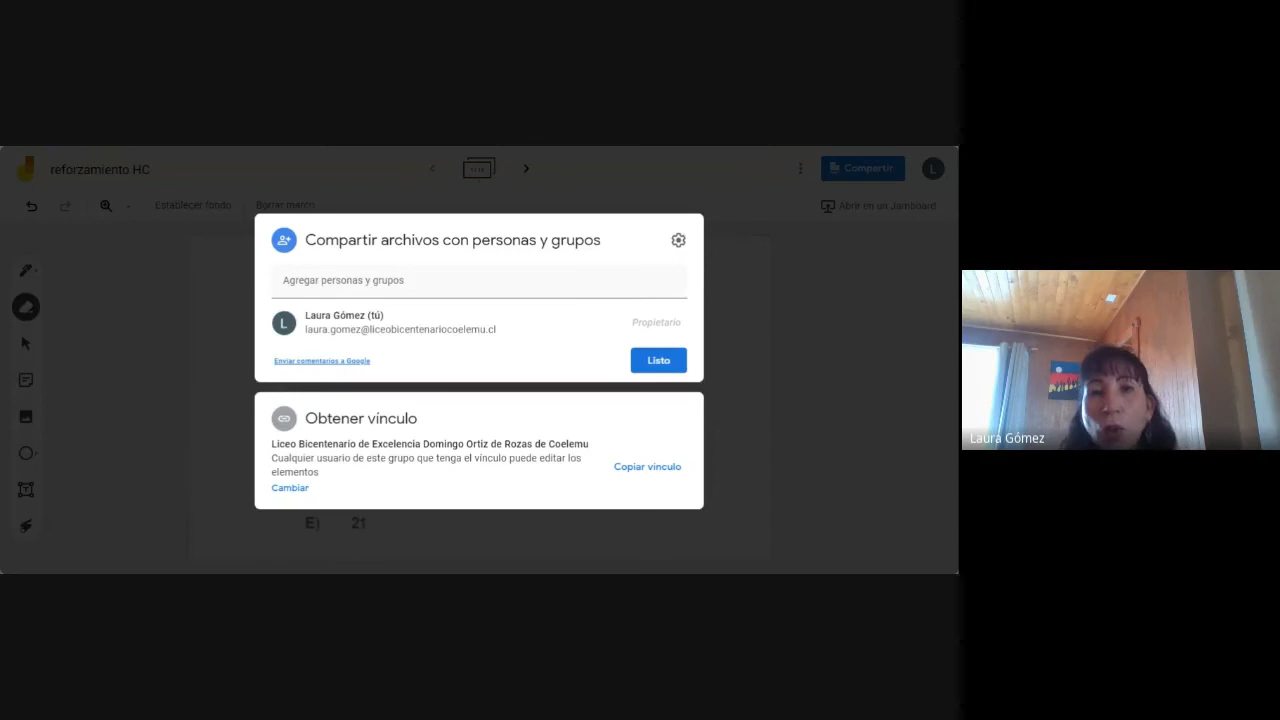 reforzamiento HC
Compartir
L
Establecer fondo
Borrar marco
Abrir en un Jamboard
Compartir archivos con personas y grupos
Agregar personas y grupos
L
Laura Gómez (tú)
laura.gomez@liceobicentenariocoelemu.cl
Propietario
Enviar comentarios a Google
Listo
Obtener vínculo
Liceo Bicentenario de Excelencia Domingo Ortiz de Rozas de Coelemu
Cualquier usuario de este grupo que tenga el vínculo puede editar los
elementos
Copiar vínculo
Cambiar
E) 21
Laura Gómez